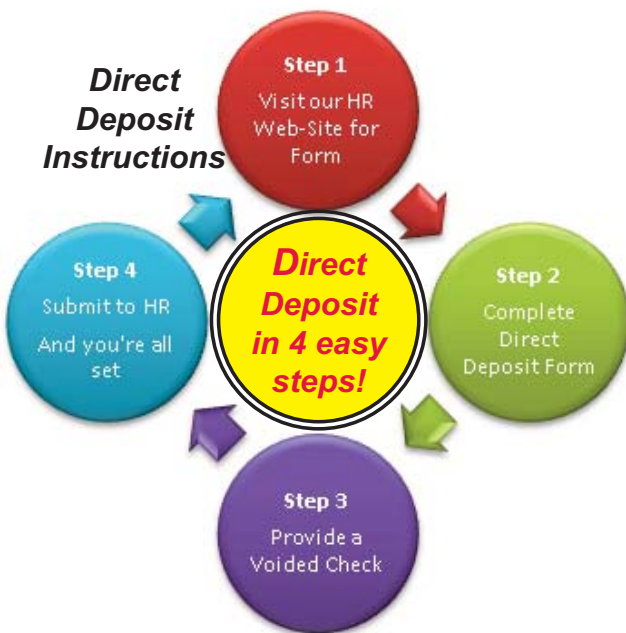 Direct
Deposit
Instructions
Step 1
Visit our HR
Web-Site for
Form
Step 2
Complete
Direct
Deposit Form
Step 3
Provide a
Voided Check
Step 4
Submit to HR
And you're all
set
Direct
Deposit
in 4 easy
steps!